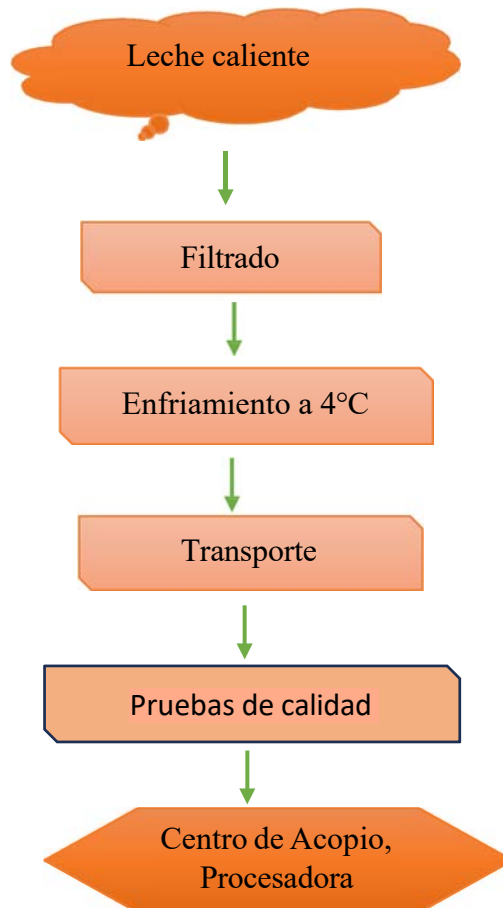 Leche caliente
Filtrado
Enfriamiento a 4°C
Transporte
Pruebas de calidad
Centro de Acopio,
Procesadora